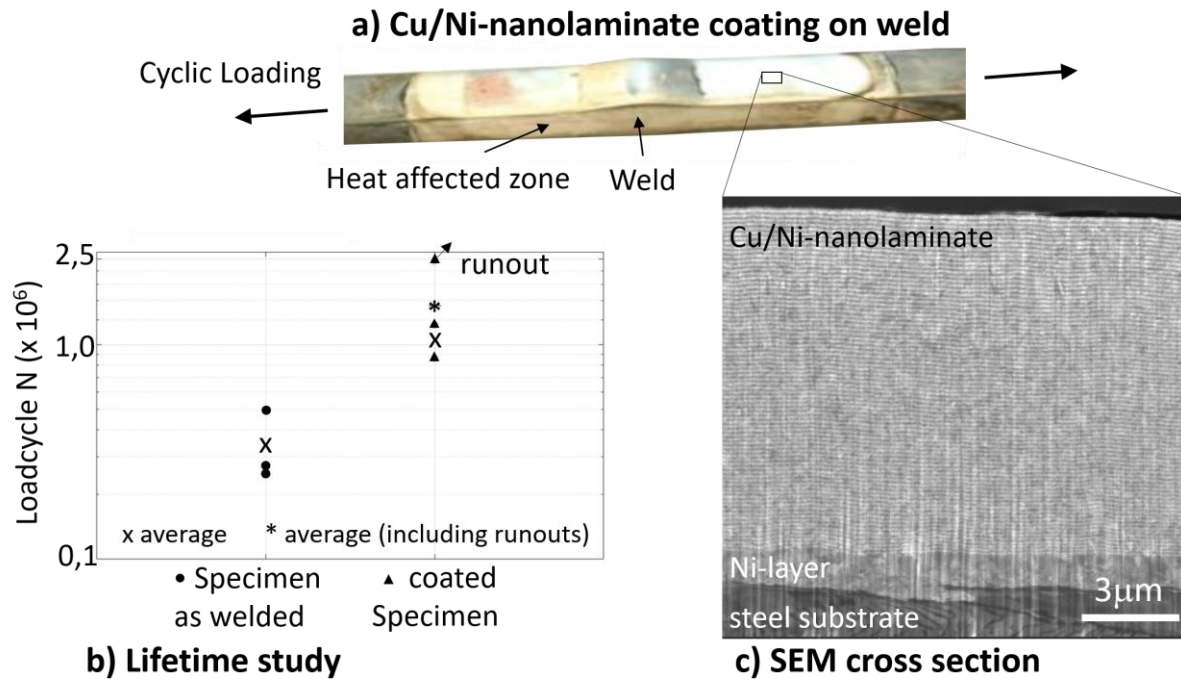 a) Cu/Ni-nanolaminate coating on weld
Cyclic Loading
Heat affected zone
Weld
Loadcycle N (x 10⁶)
2,5
1,0
0,1
runout
x average
* average (including runouts)
• Specimen
as welded
▲ coated
Specimen
b) Lifetime study
Cu/Ni-nanolaminate
Ni-layer
steel substrate
3µm
c) SEM cross section